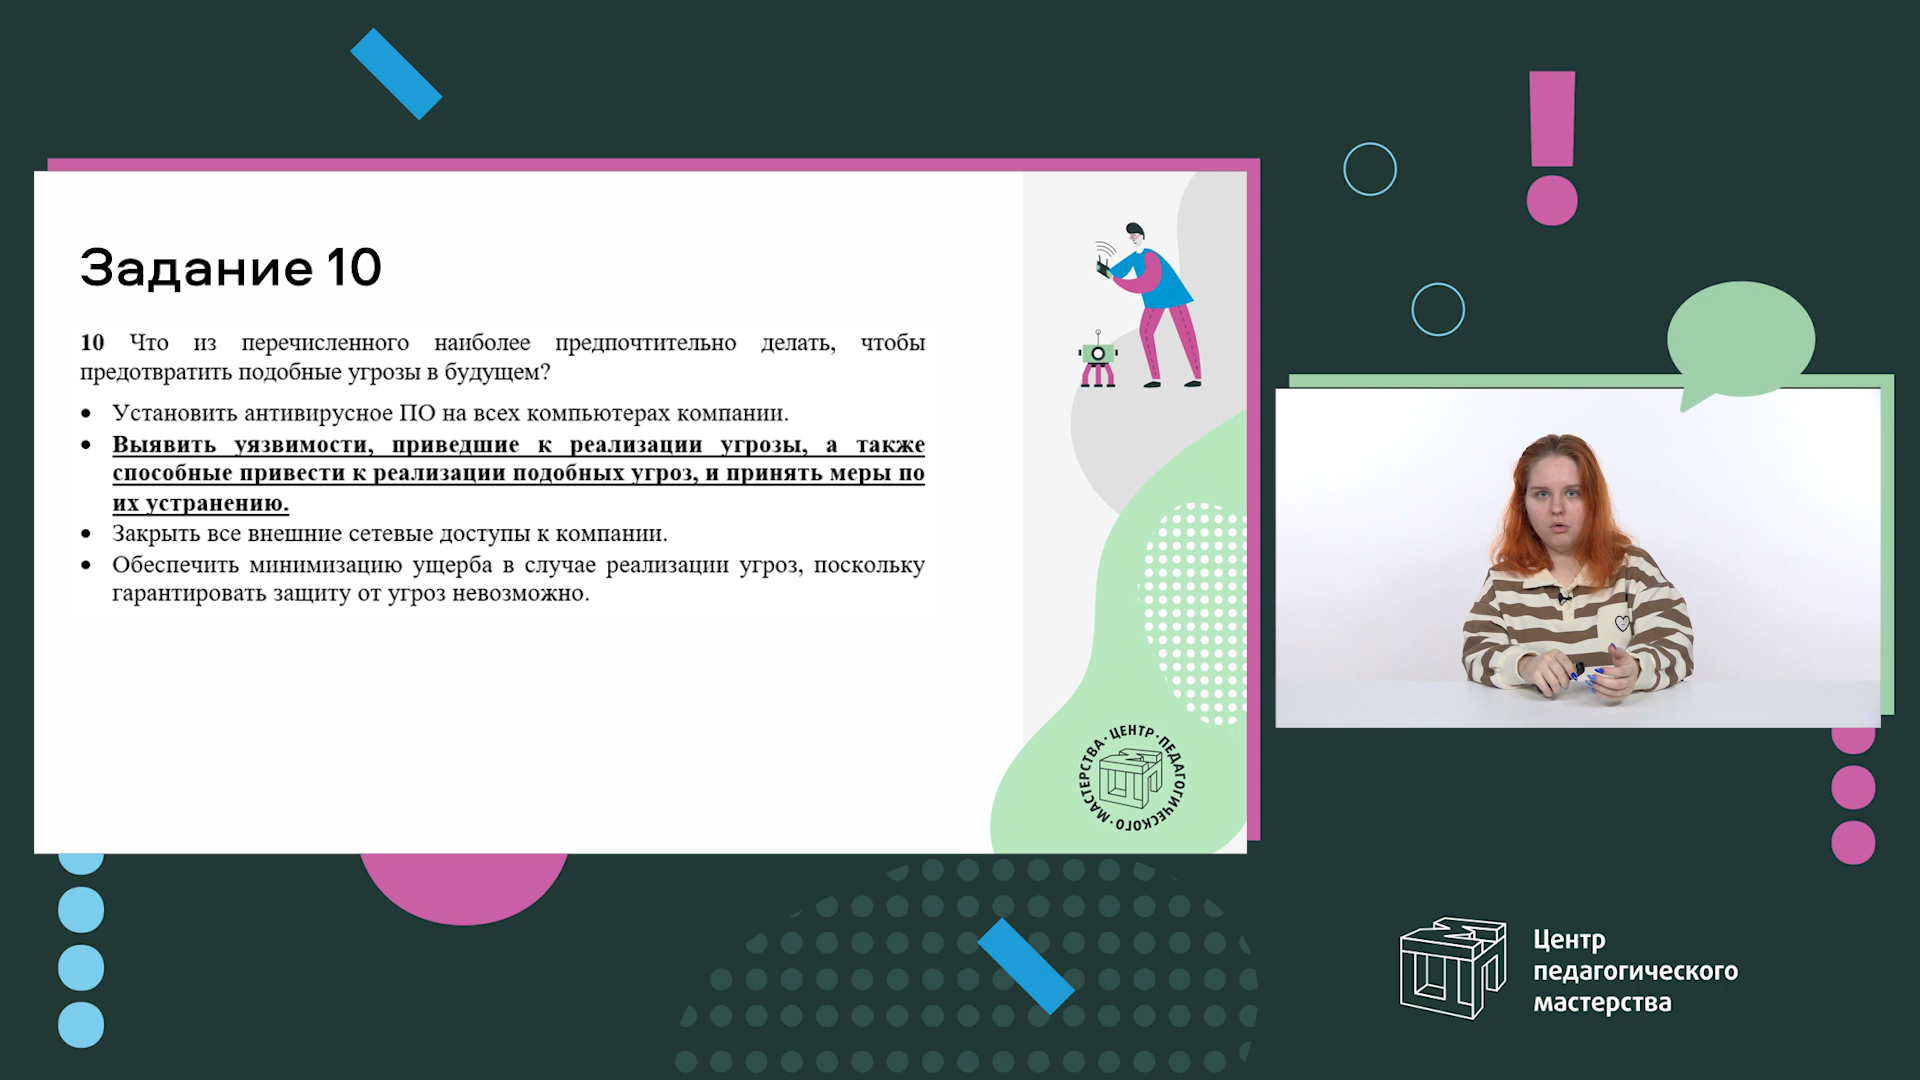 Задание 10
10 Что из перечисленного наиболее предпочтительно делать, чтобы
предотвратить подобные угрозы в будущем?
• Установить антивирусное ПО на всех компьютерах компании.
• Выявить уязвимости, приведшие к реализации угрозы, а также
способные привести к реализации подобных угроз, и принять меры по
их устранению.
• Закрыть все внешние сетевые доступы к компании.
• Обеспечить минимизацию ущерба в случае реализации угроз, поскольку
гарантировать защиту от угроз невозможно.
ЦЕНТР · ПЕДАГОГИЧЕСКОГО · МАСТЕРСТВА ·
Центр
педагогического
мастерства